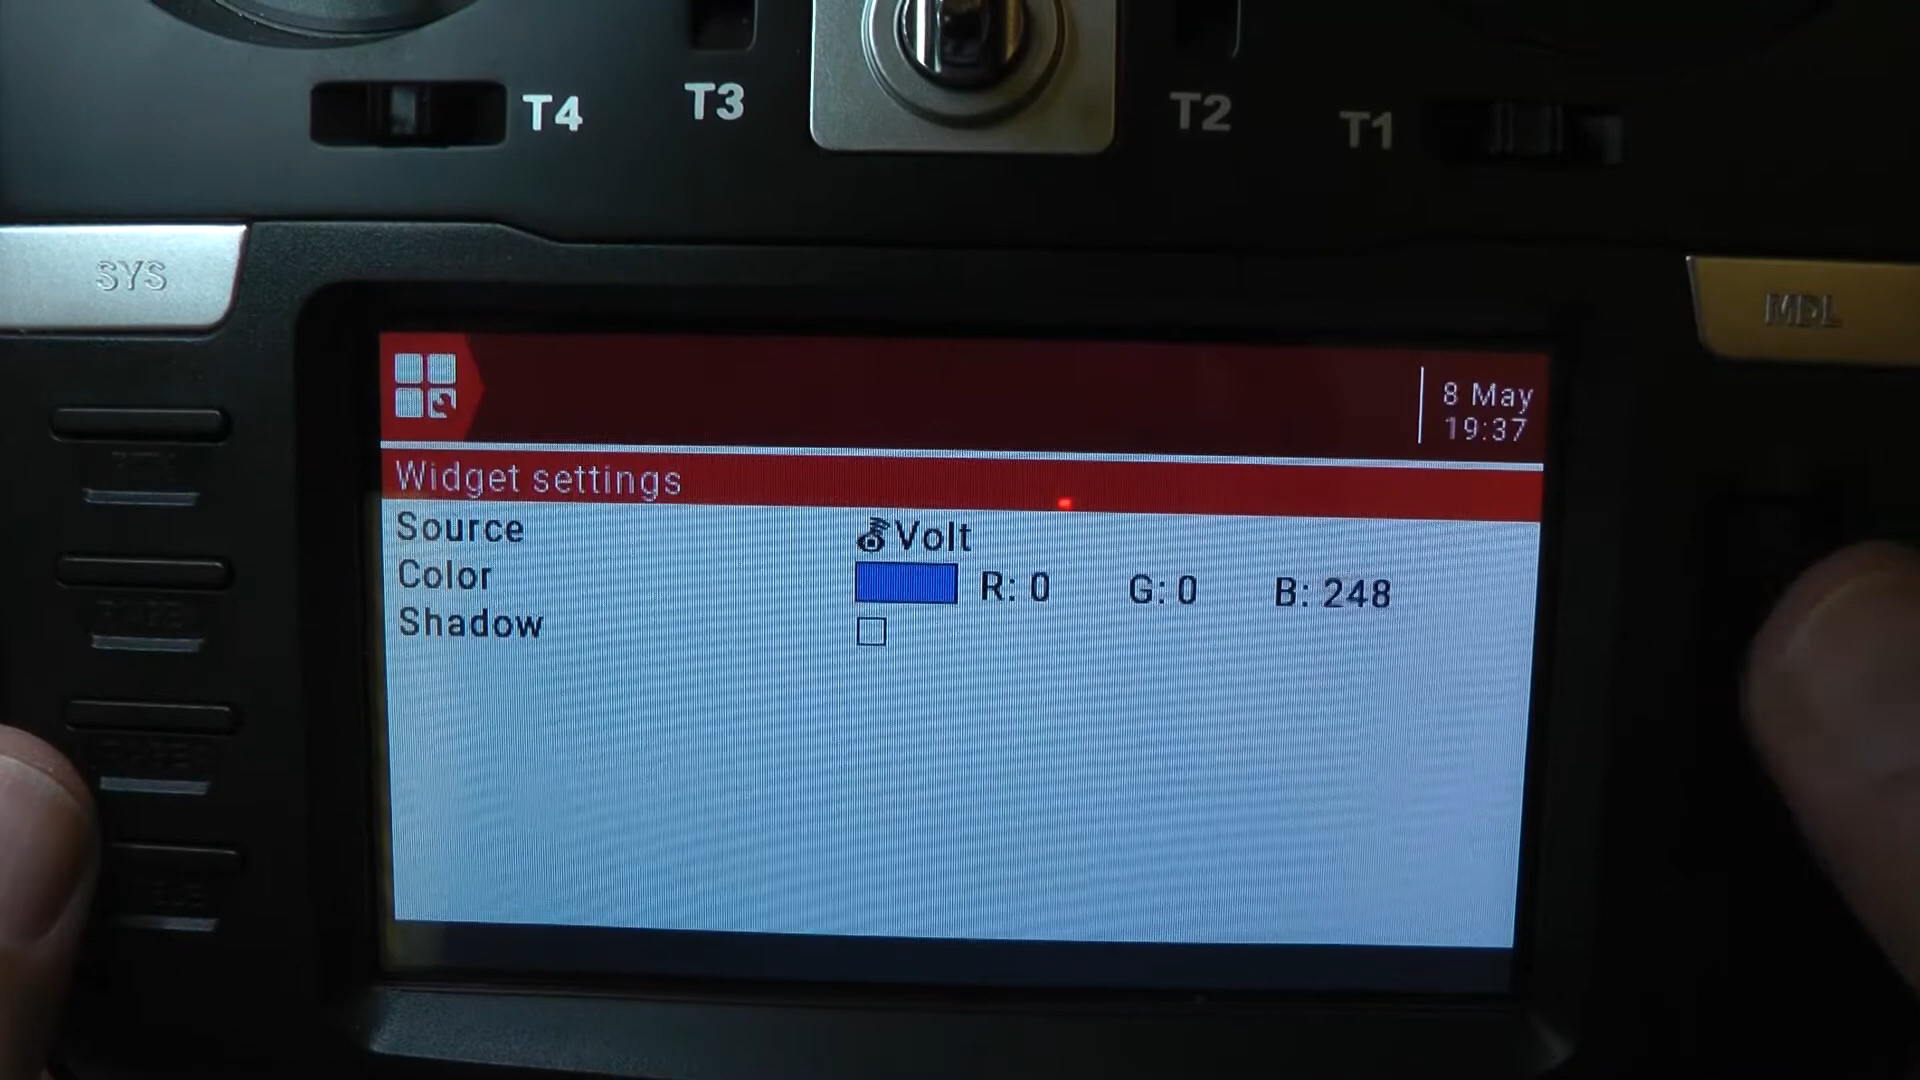 T4
T3
T2
T1
SYS
MDL
8 May
19:37
Widget settings
Source
Volt
Color
R: 0
G: 0
B: 248
Shadow